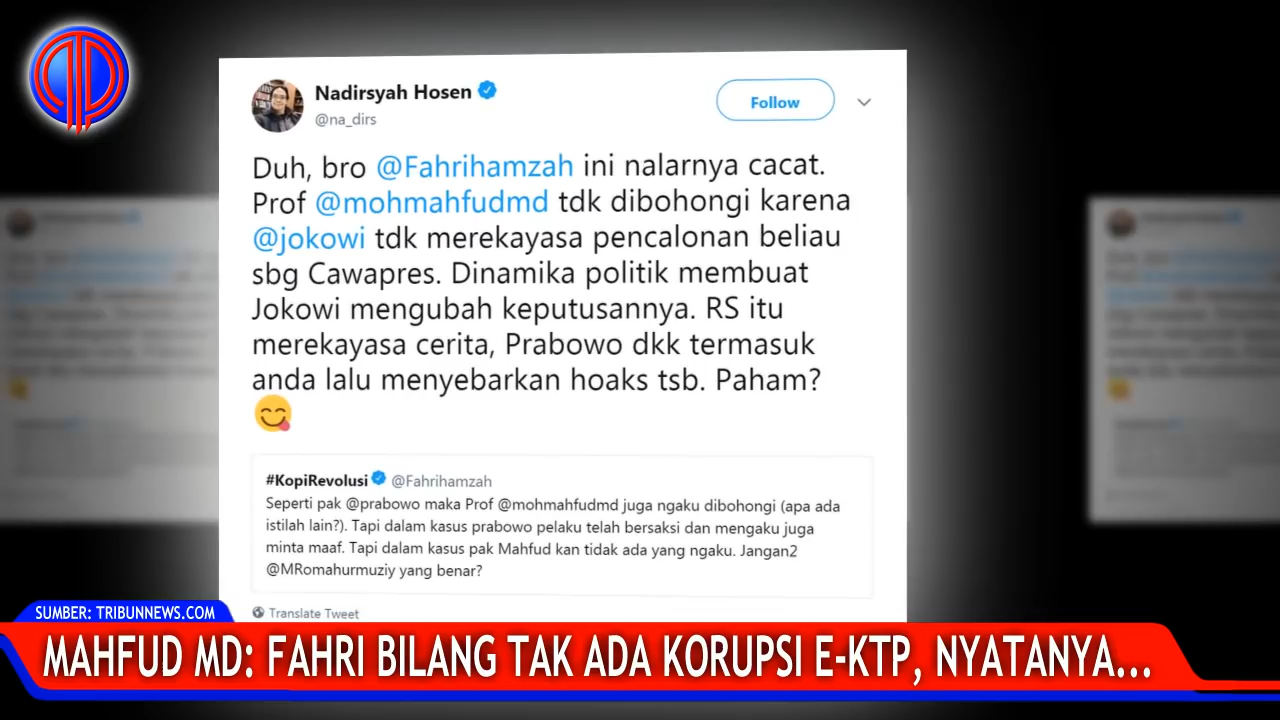 Nadirsyah Hosen
@na_dirs
Follow
Duh, bro @Fahrihamzah ini nalarnya cacat.
Prof @mohmahfudmd tdk dibohongi karena
@jokowi tdk merekayasa pencalonan beliau
sbg Cawapres. Dinamika politik membuat
Jokowi mengubah keputusannya. RS itu
merekayasa cerita, Prabowo dkk termasuk
anda lalu menyebarkan hoaks tsb. Paham?
😋
#KopiRevolusi @Fahrihamzah
Seperti pak @prabowo maka Prof @mohmahfudmd juga ngaku dibohongi (apa ada
istilah lain?). Tapi dalam kasus prabowo pelaku telah bersaksi dan mengaku juga
minta maaf. Tapi dalam kasus pak Mahfud kan tidak ada yang ngaku. Jangan2
@MRomahurmuziy yang benar?
Translate Tweet
SUMBER: TRIBUNNEWS.COM
MAHFUD MD: FAHRI BILANG TAK ADA KORUPSI E-KTP, NYATANYA...